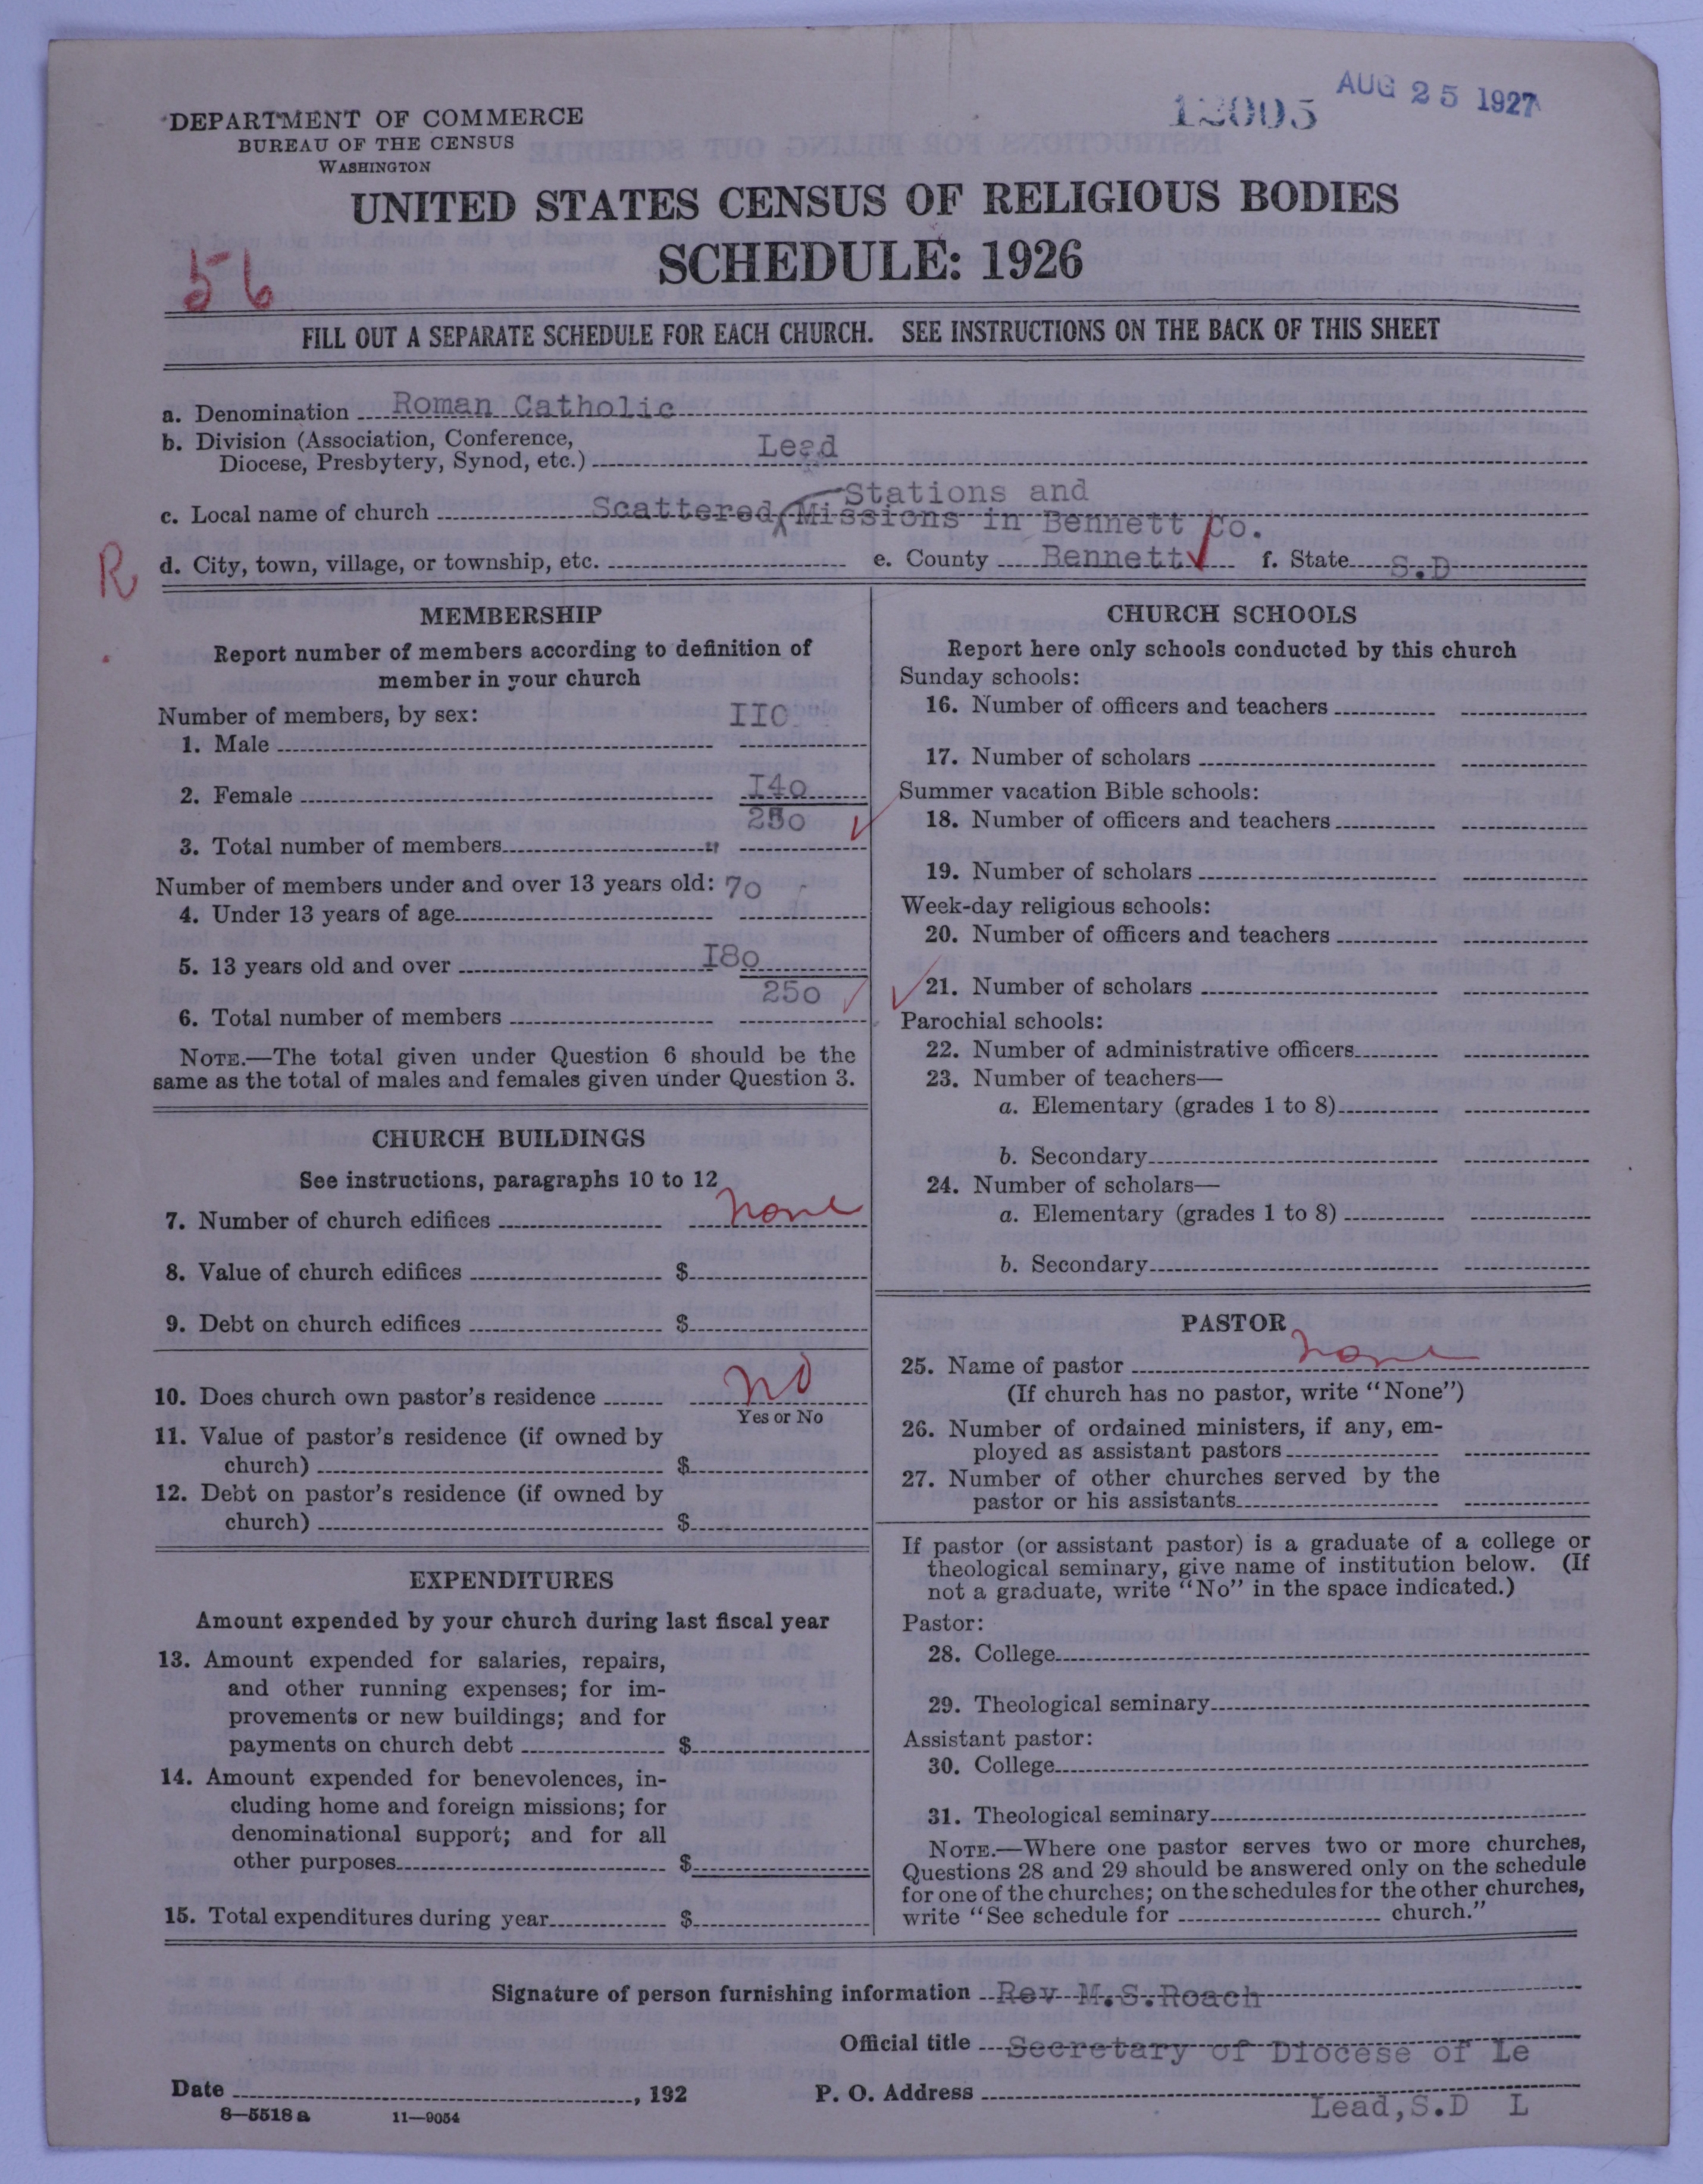 AUG 25 1927
12005
DEPARTMENT OF COMMERCE
BUREAU OF THE CENSUS
WASHINGTON
UNITED STATES CENSUS OF RELIGIOUS BODIES
SCHEDULE: 1926
56
FILL OUT A SEPARATE SCHEDULE FOR EACH CHURCH. SEE INSTRUCTIONS ON THE BACK OF THIS SHEET
a. Denomination Roman Catholic
b. Division (Association, Conference,
Diocese, Presbytery, Synod, etc.) Lead
Stations and
c. Local name of church Scattered Missions in Bennett Co.
R
d. City, town, village, or township, etc. e. County Bennett f. State S.D
MEMBERSHIP
Report number of members according to definition of
member in your church
Number of members, by sex: II0
1. Male
2. Female I4o
250
3. Total number of members "
Number of members under and over 13 years old: 7o
4. Under 13 years of age
5. 13 years old and over I8o
25o
6. Total number of members
NOTE.—The total given under Question 6 should be the
same as the total of males and females given under Question 3.
CHURCH BUILDINGS
See instructions, paragraphs 10 to 12
7. Number of church edifices none
8. Value of church edifices $
9. Debt on church edifices $
10. Does church own pastor's residence no
Yes or No
11. Value of pastor's residence (if owned by
church) $
12. Debt on pastor's residence (if owned by
church) $
EXPENDITURES
Amount expended by your church during last fiscal year
13. Amount expended for salaries, repairs,
and other running expenses; for im-
provements or new buildings; and for
payments on church debt $
14. Amount expended for benevolences, in-
cluding home and foreign missions; for
denominational support; and for all
other purposes $
15. Total expenditures during year $
CHURCH SCHOOLS
Report here only schools conducted by this church
Sunday schools:
16. Number of officers and teachers
17. Number of scholars
Summer vacation Bible schools:
18. Number of officers and teachers
19. Number of scholars
Week-day religious schools:
20. Number of officers and teachers
21. Number of scholars
Parochial schools:
22. Number of administrative officers
23. Number of teachers—
a. Elementary (grades 1 to 8)
b. Secondary
24. Number of scholars—
a. Elementary (grades 1 to 8)
b. Secondary
PASTOR
25. Name of pastor none
(If church has no pastor, write "None")
26. Number of ordained ministers, if any, em-
ployed as assistant pastors
27. Number of other churches served by the
pastor or his assistants
If pastor (or assistant pastor) is a graduate of a college or
theological seminary, give name of institution below. (If
not a graduate, write "No" in the space indicated.)
Pastor:
28. College
29. Theological seminary
Assistant pastor:
30. College
31. Theological seminary
NOTE.—Where one pastor serves two or more churches,
Questions 28 and 29 should be answered only on the schedule
for one of the churches; on the schedules for the other churches,
write "See schedule for church."
Signature of person furnishing information Rev M.S.Roach
Official title Secretary of Diocese of Le
Date , 192 P. O. Address
Lead,S.D L
8—5518a 11—9054